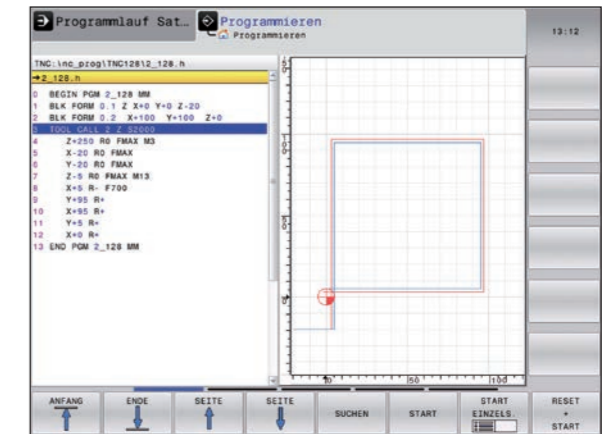 Programmlauf Sat…
Programmieren
Programmieren
13:12
TNC:\nc_prog\TNC128\2_128.h
→2_128.h
0 BEGIN PGM 2_128 MM
1 BLK FORM 0.1 Z X+0 Y+0 Z-20
2 BLK FORM 0.2 X+100 Y+100 Z+0
3 TOOL CALL 2 Z S2000
4 Z+250 R0 FMAX M3
5 X-20 R0 FMAX
6 Y-20 R0 FMAX
7 Z-5 R0 FMAX M13
8 X+5 R- F700
9 Y+95 R+
10 X+95 R+
11 Y+5 R+
12 X+0 R+
13 END PGM 2_128 MM
50
100
ANFANG
ENDE
SEITE
SEITE
SUCHEN
START
START
EINZELS.
RESET
+
START